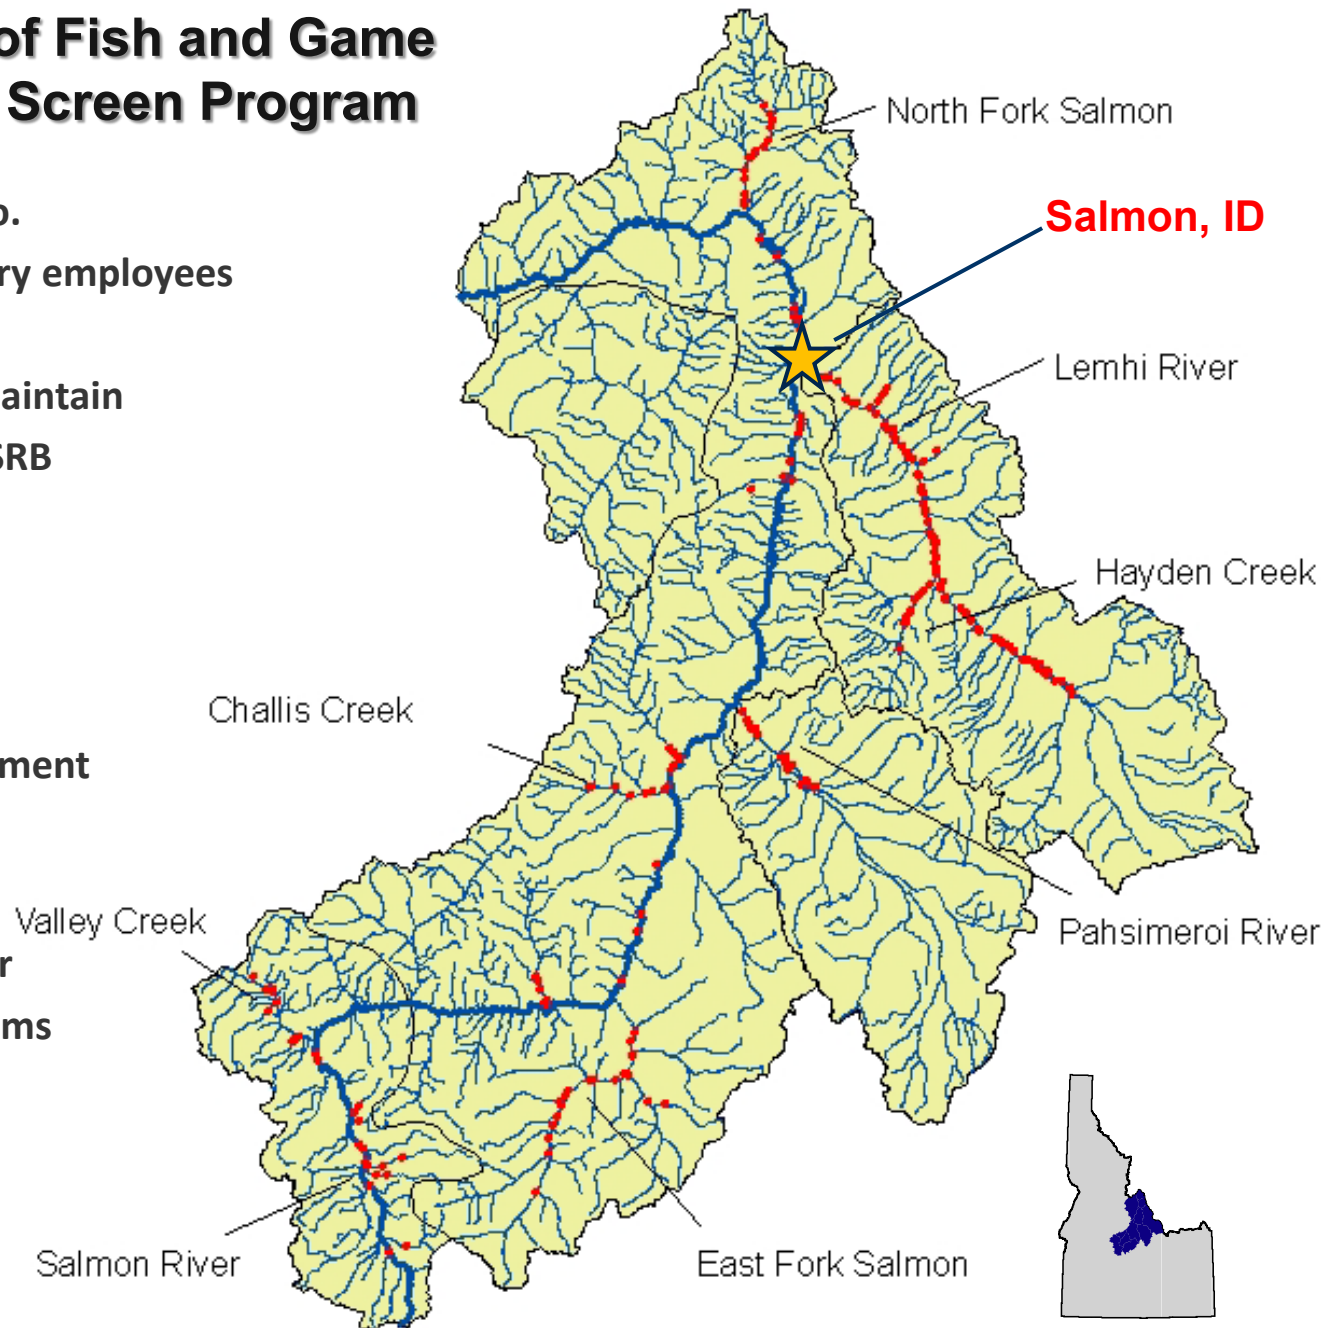 of Fish and Game
Screen Program
North Fork Salmon
o.
Salmon, ID
ry employees
Lemhi River
aintain
SRB
Hayden Creek
Challis Creek
ment
Valley Creek
Pahsimeroi River
r
ms
Salmon River
East Fork Salmon